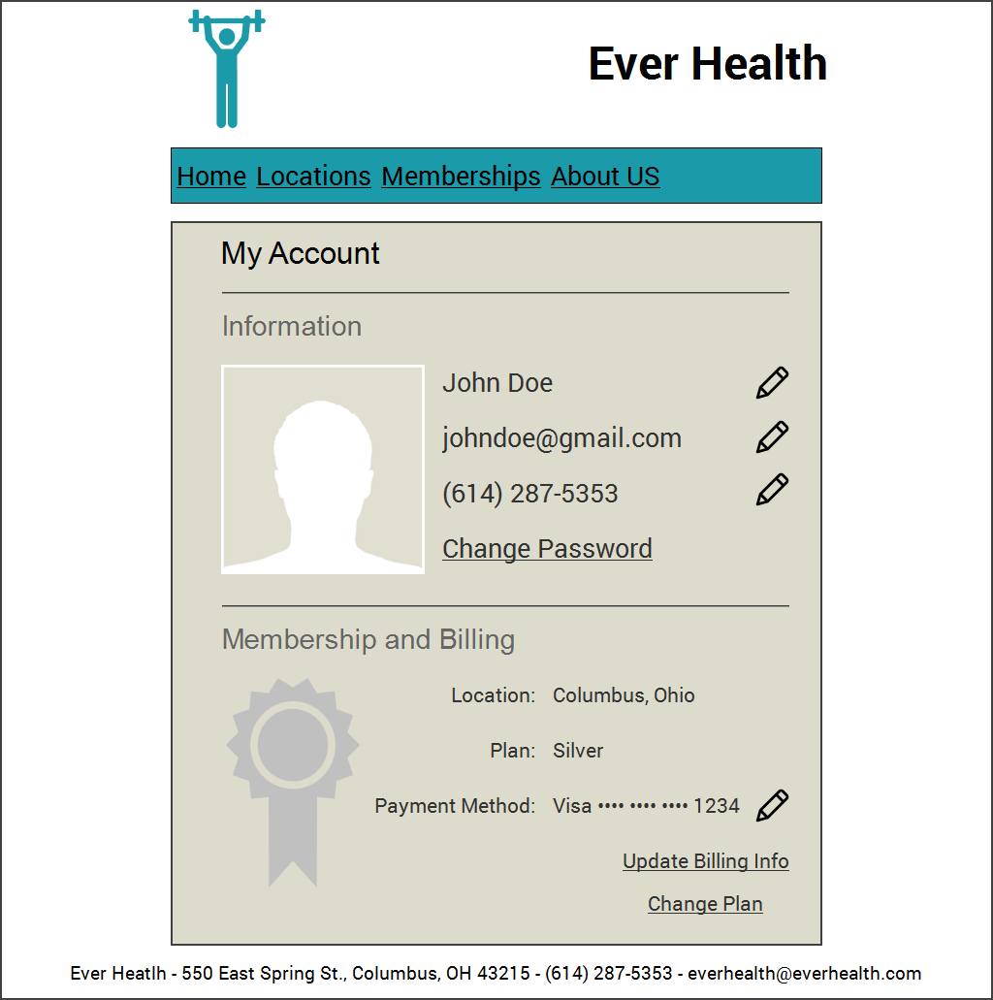 Ever Health
Home Locations Memberships About US
My Account
Information
John Doe
johndoe@gmail.com
(614) 287-5353
Change Password
Membership and Billing
Location: Columbus, Ohio
Plan: Silver
Payment Method: Visa •••• •••• •••• 1234
Update Billing Info
Change Plan
Ever Heatlh - 550 East Spring St., Columbus, OH 43215 - (614) 287-5353 - everhealth@everhealth.com